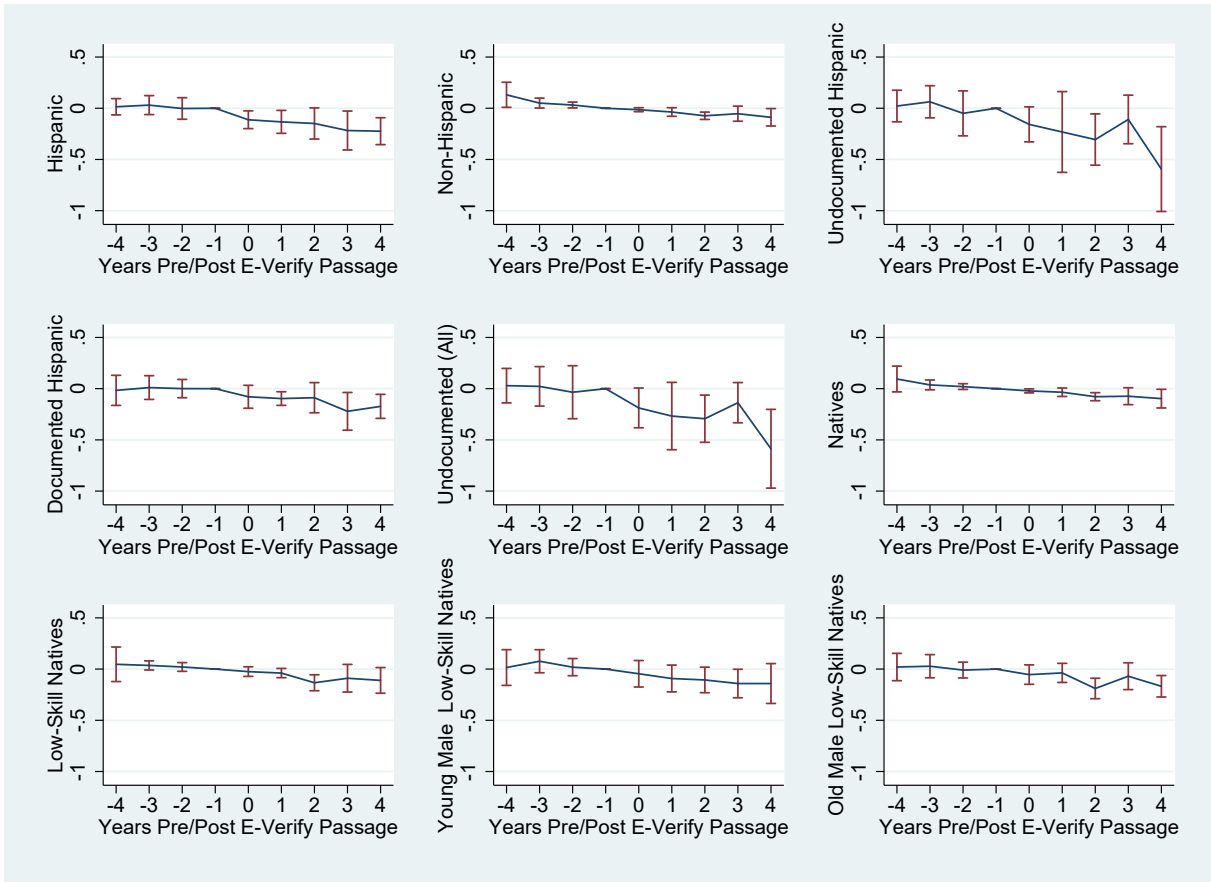 Hispanic
.5
0
-.5
-1
-4 -3 -2 -1 0 1 2 3 4
Years Pre/Post E-Verify Passage
Non-Hispanic
.5
0
-.5
-1
-4 -3 -2 -1 0 1 2 3 4
Years Pre/Post E-Verify Passage
Undocumented Hispanic
.5
0
-.5
-1
-4 -3 -2 -1 0 1 2 3 4
Years Pre/Post E-Verify Passage
Documented Hispanic
.5
0
-.5
-1
-4 -3 -2 -1 0 1 2 3 4
Years Pre/Post E-Verify Passage
Undocumented (All)
.5
0
-.5
-1
-4 -3 -2 -1 0 1 2 3 4
Years Pre/Post E-Verify Passage
Natives
.5
0
-.5
-1
-4 -3 -2 -1 0 1 2 3 4
Years Pre/Post E-Verify Passage
Low-Skill Natives
.5
0
-.5
-1
-4 -3 -2 -1 0 1 2 3 4
Years Pre/Post E-Verify Passage
Young Male Low-Skill Natives
.5
0
-.5
-1
-4 -3 -2 -1 0 1 2 3 4
Years Pre/Post E-Verify Passage
Old Male Low-Skill Natives
.5
0
-.5
-1
-4 -3 -2 -1 0 1 2 3 4
Years Pre/Post E-Verify Passage